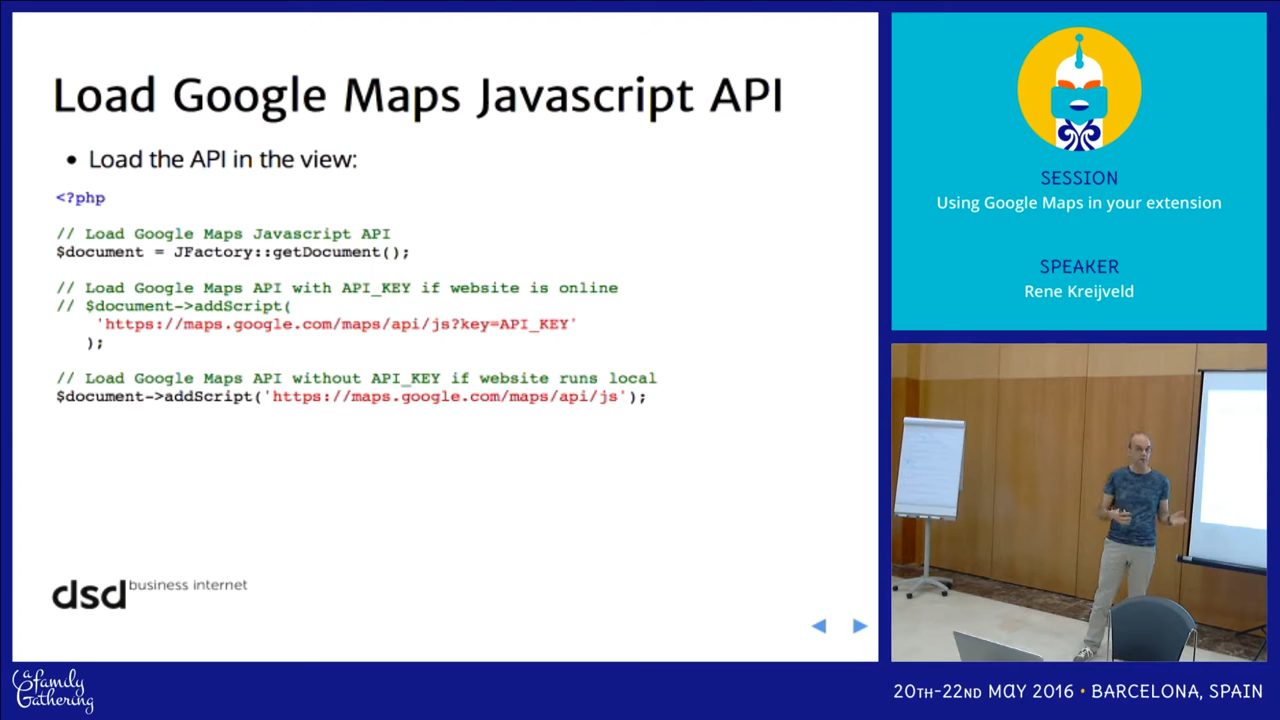 Load Google Maps Javascript API
• Load the API in the view:
<?php
// Load Google Maps Javascript API
$document = JFactory::getDocument();
// Load Google Maps API with API_KEY if website is online
// $document->addScript(
'https://maps.google.com/maps/api/js?key=API_KEY'
);
// Load Google Maps API without API_KEY if website runs local
$document->addScript('https://maps.google.com/maps/api/js');
dsd business internet
SESSION
Using Google Maps in your extension
SPEAKER
Rene Kreijveld
a family
Gathering
20TH-22ND MAY 2016 • BARCELONA, SPAIN